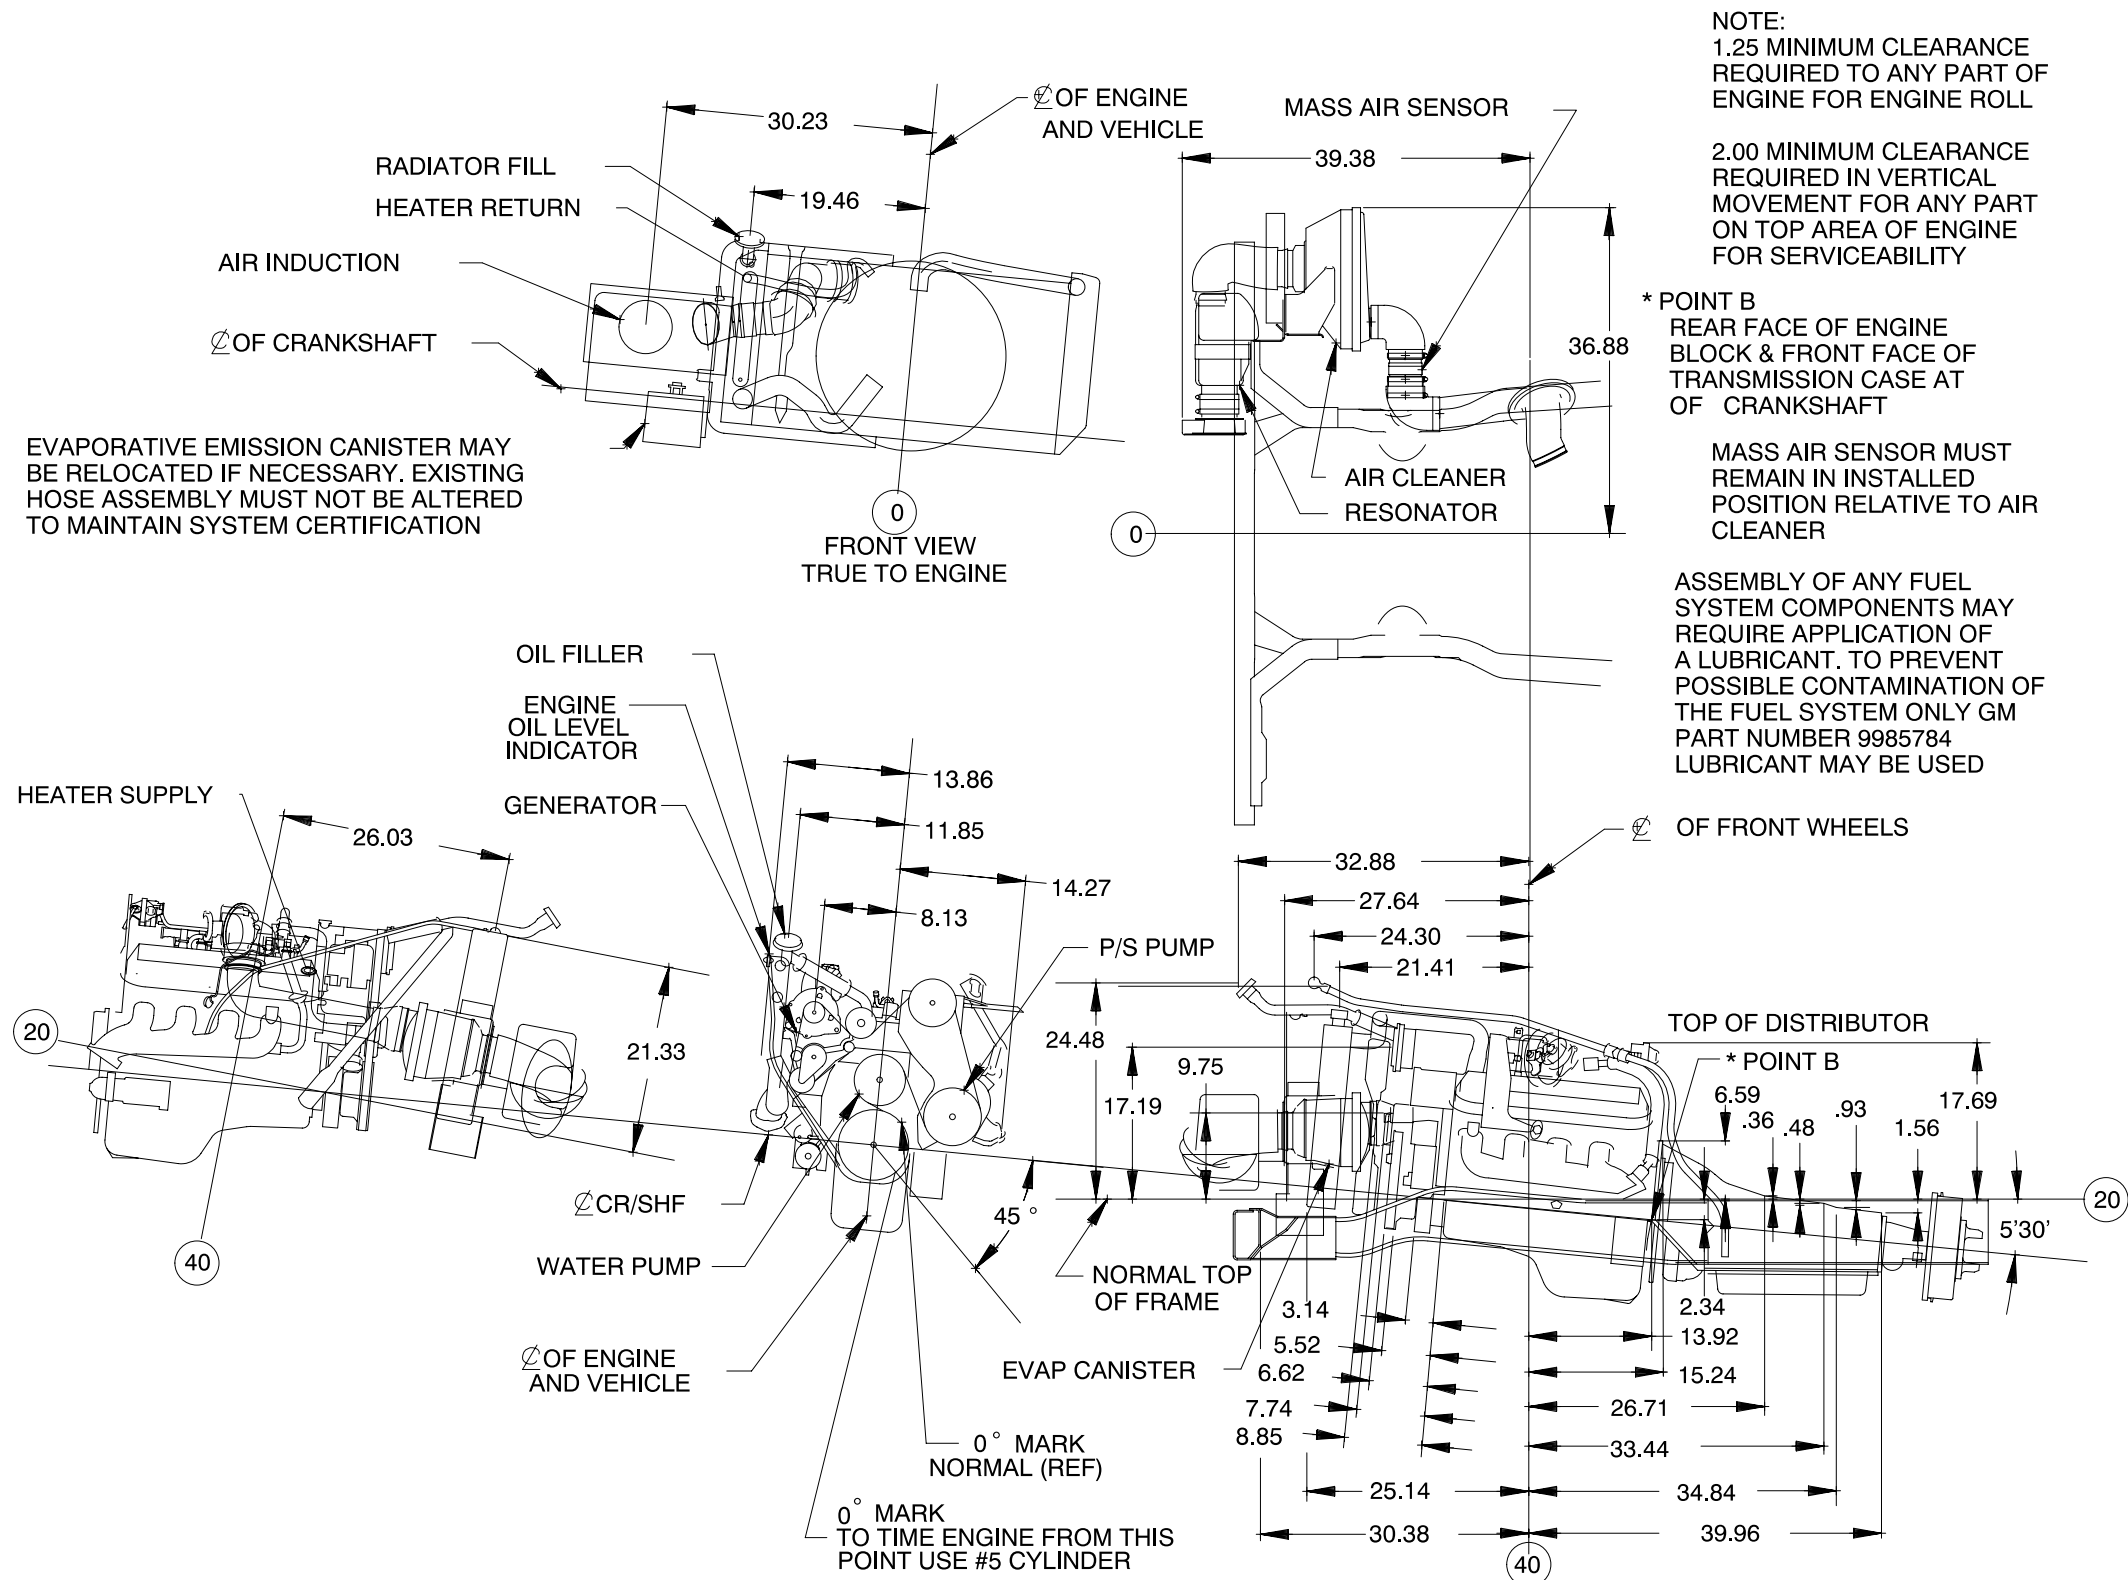 NOTE:
1.25 MINIMUM CLEARANCE
REQUIRED TO ANY PART OF
ENGINE FOR ENGINE ROLL
2.00 MINIMUM CLEARANCE
REQUIRED IN VERTICAL
MOVEMENT FOR ANY PART
ON TOP AREA OF ENGINE
FOR SERVICEABILITY
* POINT B
REAR FACE OF ENGINE
BLOCK & FRONT FACE OF
TRANSMISSION CASE AT
OF CRANKSHAFT
MASS AIR SENSOR MUST
REMAIN IN INSTALLED
POSITION RELATIVE TO AIR
CLEANER
ASSEMBLY OF ANY FUEL
SYSTEM COMPONENTS MAY
REQUIRE APPLICATION OF
A LUBRICANT. TO PREVENT
POSSIBLE CONTAMINATION OF
THE FUEL SYSTEM ONLY GM
PART NUMBER 9985784
LUBRICANT MAY BE USED
30.23
℄ OF ENGINE
AND VEHICLE
RADIATOR FILL
19.46
HEATER RETURN
AIR INDUCTION
℄ OF CRANKSHAFT
EVAPORATIVE EMISSION CANISTER MAY
BE RELOCATED IF NECESSARY. EXISTING
HOSE ASSEMBLY MUST NOT BE ALTERED
TO MAINTAIN SYSTEM CERTIFICATION
0
FRONT VIEW
TRUE TO ENGINE
MASS AIR SENSOR
39.38
36.88
AIR CLEANER
RESONATOR
0
OIL FILLER
ENGINE
OIL LEVEL
INDICATOR
GENERATOR
13.86
11.85
14.27
8.13
P/S PUMP
HEATER SUPPLY
26.03
21.33
20
40
℄ CR/SHF
WATER PUMP
45 °
℄ OF ENGINE
AND VEHICLE
0° MARK
NORMAL (REF)
0° MARK
TO TIME ENGINE FROM THIS
POINT USE #5 CYLINDER
℄ OF FRONT WHEELS
32.88
27.64
24.30
21.41
24.48
9.75
17.19
TOP OF DISTRIBUTOR
* POINT B
6.59
.36
.48
.93
1.56
17.69
20
5'30'
NORMAL TOP
OF FRAME
EVAP CANISTER
3.14
5.52
6.62
7.74
8.85
2.34
13.92
15.24
26.71
33.44
25.14
34.84
30.38
39.96
40